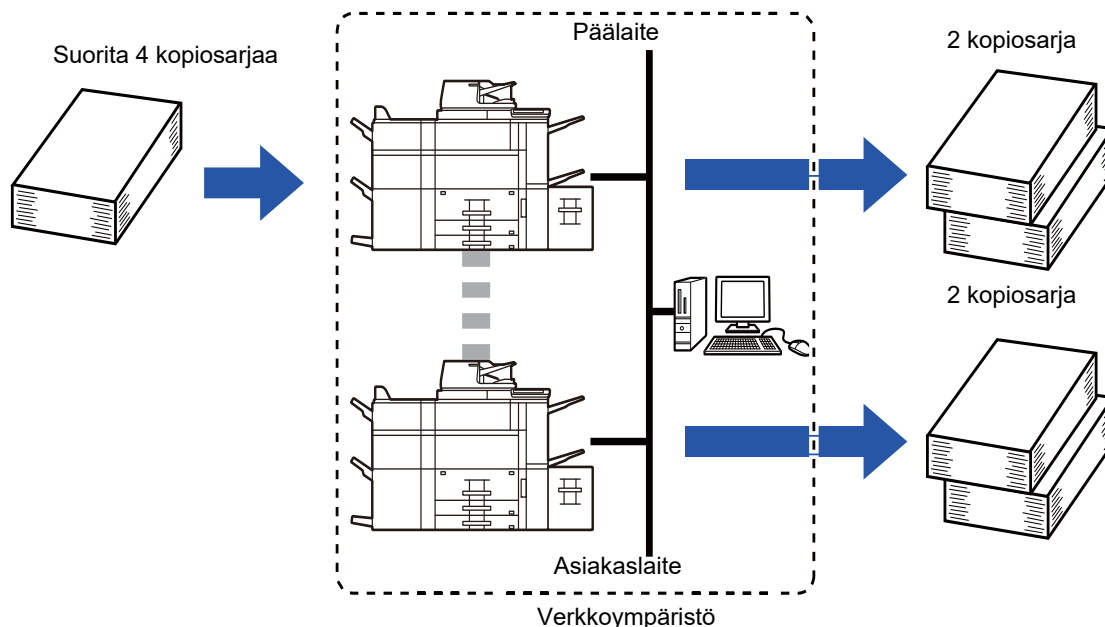 Päälaite
2 kopiosarja
Suorita 4 kopiosarjaa
2 kopiosarja
Asiakaslaite
Verkkoympäristö